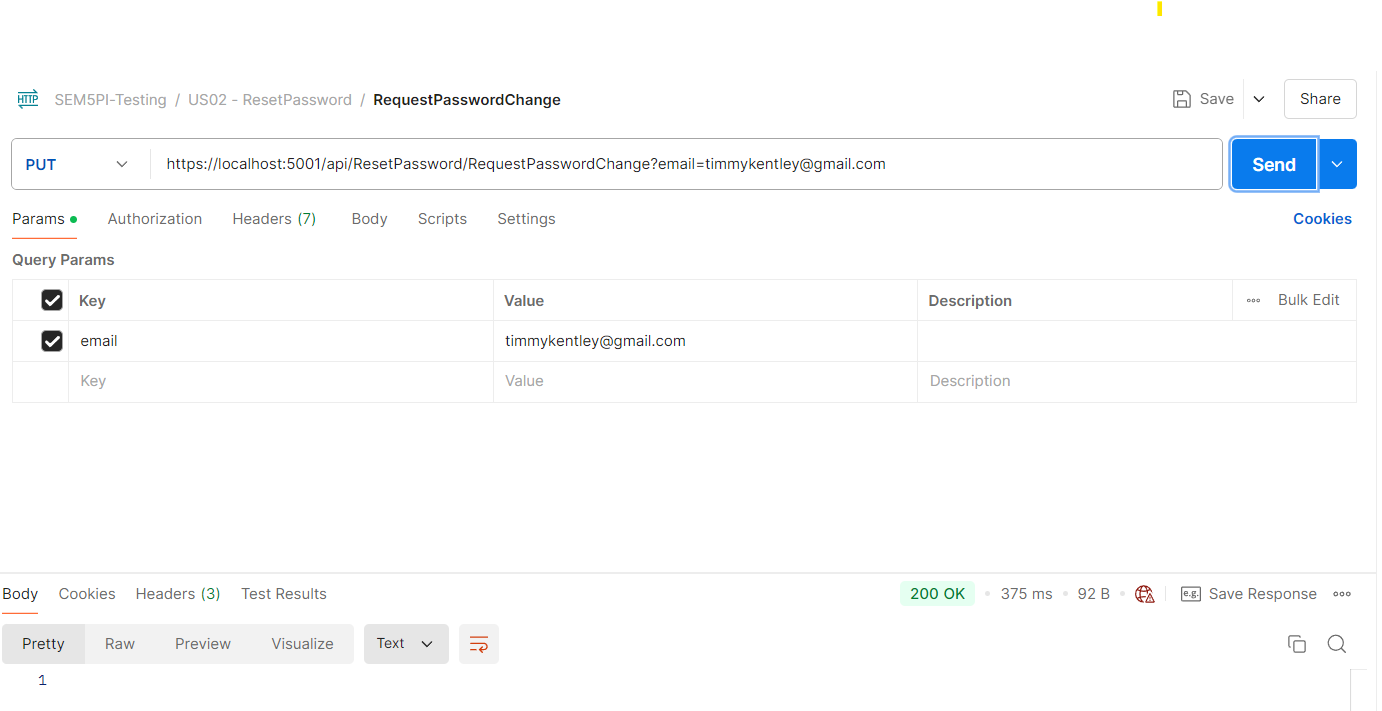 HTTP SEM5PI-Testing / US02 - ResetPassword / RequestPasswordChange Save Share
PUT https://localhost:5001/api/ResetPassword/RequestPasswordChange?email=timmykentley@gmail.com Send
Params Authorization Headers (7) Body Scripts Settings Cookies
Query Params
Key Value Description Bulk Edit
email timmykentley@gmail.com
Key Value Description
Body Cookies Headers (3) Test Results 200 OK 375 ms 92 B e.g. Save Response
Pretty Raw Preview Visualize Text
1